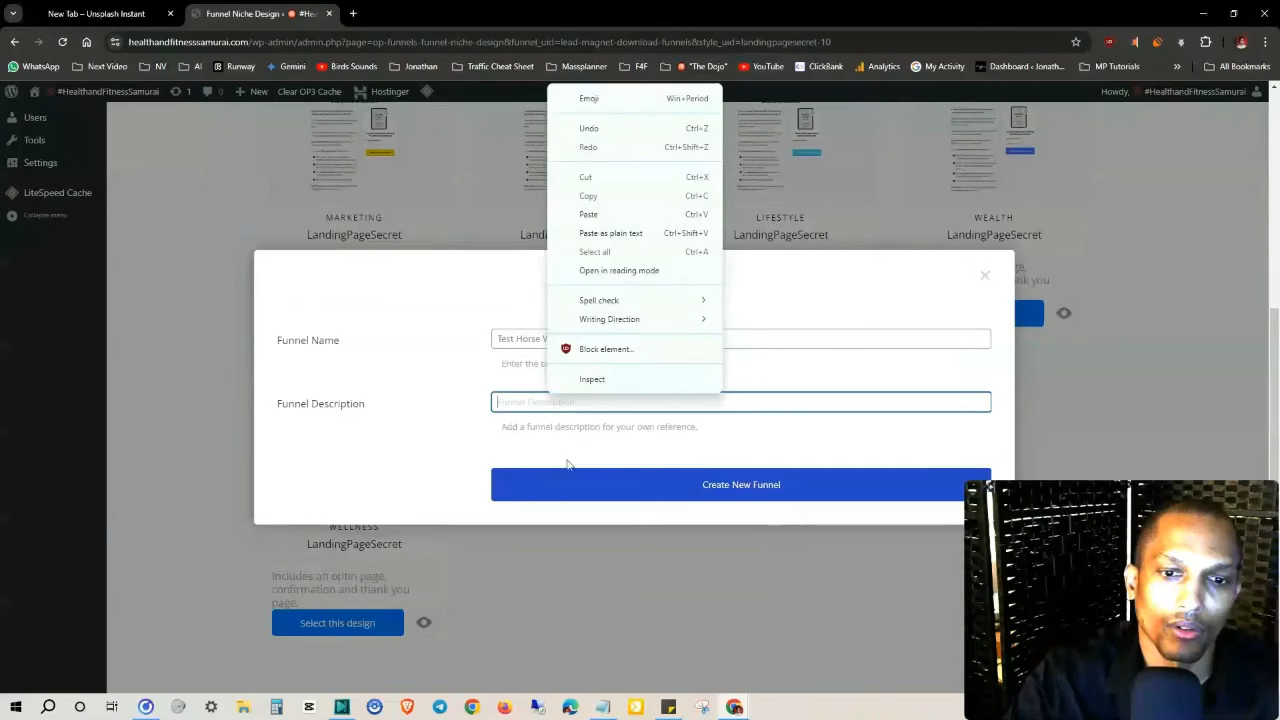 New Tab – Unsplash Instant
Funnel Niche Design ‹ #He
healthandfitnesssamurai.com/wp-admin/admin.php?page=op-funnels-funnel-niche-design&funnel_uid=lead-magnet-download-funnels&style_uid=landingpagesecret-10
WhatsApp Next Video NV AI Runway Gemini Birds Sounds Jonathan Traffic Cheat Sheet Massplanner F4F "The Dojo" YouTube ClickBank Analytics My Activity Dashboard ‹ Jonath... MP Tutorials » All Bookmarks
#HealthandFitnessSamurai 1 0 New Clear OP3 Cache Hostinger Howdy, #HealthandFitnessSamurai
Users
Tools
Settings
LiteSpeed Cache
Collapse menu
MARKETING LIFESTYLE WEALTH
LandingPageSecret Land LandingPageSecret LandingPageSecret
Emoji Win+Period
Undo Ctrl+Z
Redo Ctrl+Shift+Z
Cut Ctrl+X
Copy Ctrl+C
Paste Ctrl+V
Paste as plain text Ctrl+Shift+V
Select all Ctrl+A
Open in reading mode
Spell check
Writing Direction
Block element...
Inspect
Funnel Name Test Horse
Enter the
Funnel Description Funnel Description
Add a funnel description for your own reference.
Create New Funnel
WELLNESS
LandingPageSecret
Includes an optin page,
confirmation and thank you
page.
Select this design